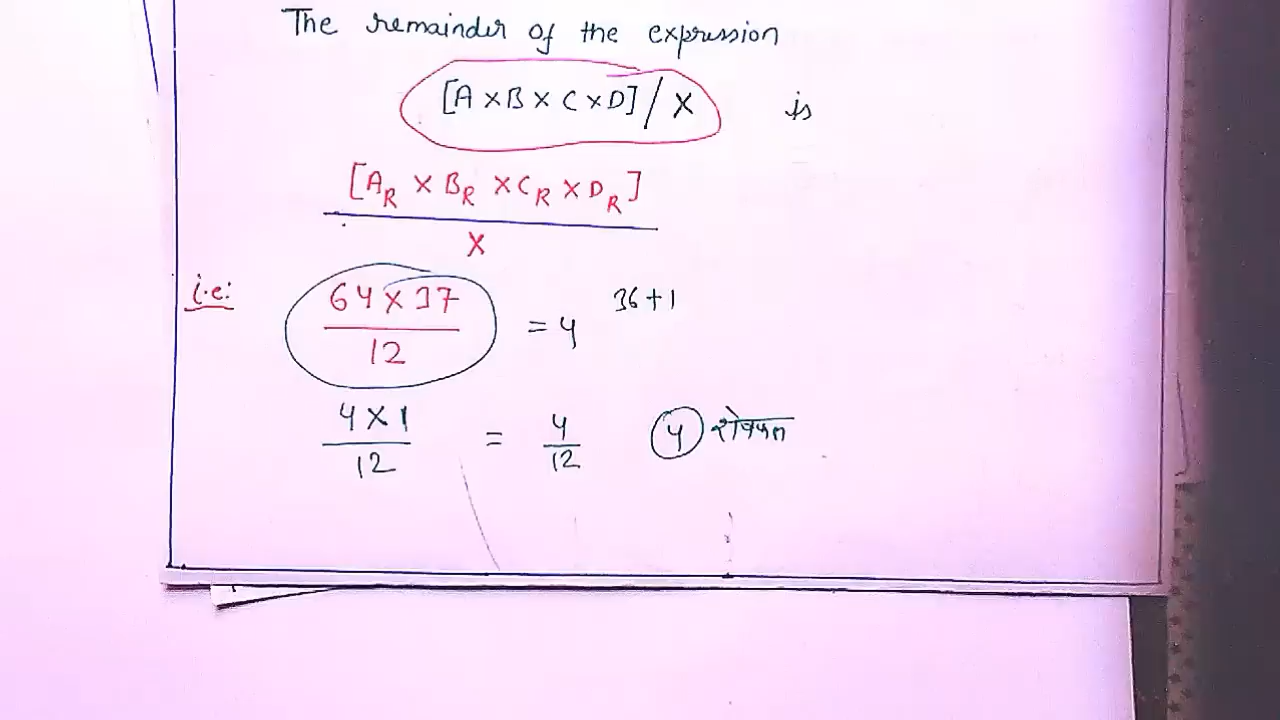 The remainder of the expression
[A × B × C × D] / X is
[A_R × B_R × C_R × D_R]
X
i.e:
64 × 37
12
= 4
36 + 1
4 × 1
12
=
4
12
4 शेषफल